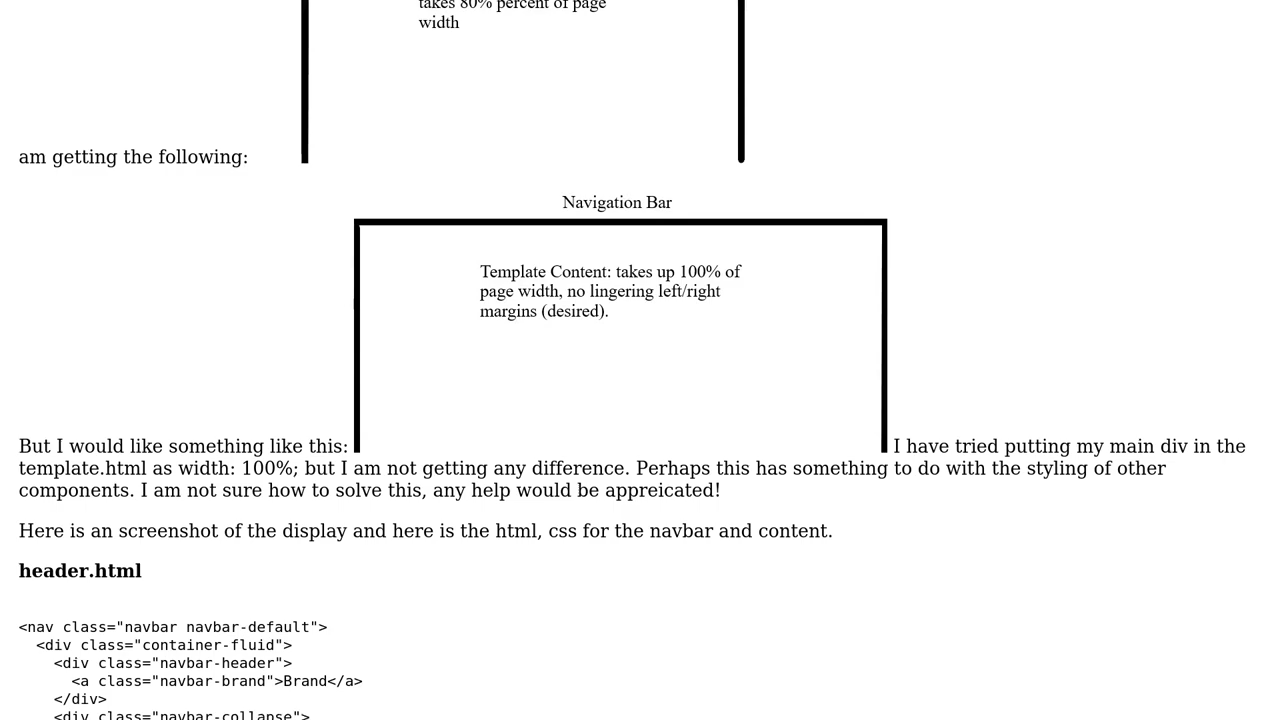 takes 80% percent of page
width
am getting the following:
Navigation Bar
Template Content: takes up 100% of
page width, no lingering left/right
margins (desired).
But I would like something like this: I have tried putting my main div in the
template.html as width: 100%; but I am not getting any difference. Perhaps this has something to do with the styling of other
components. I am not sure how to solve this, any help would be appreicated!
Here is an screenshot of the display and here is the html, css for the navbar and content.
header.html
<nav class="navbar navbar-default">
<div class="container-fluid">
<div class="navbar-header">
<a class="navbar-brand">Brand</a>
</div>
<div class="navbar-collapse">